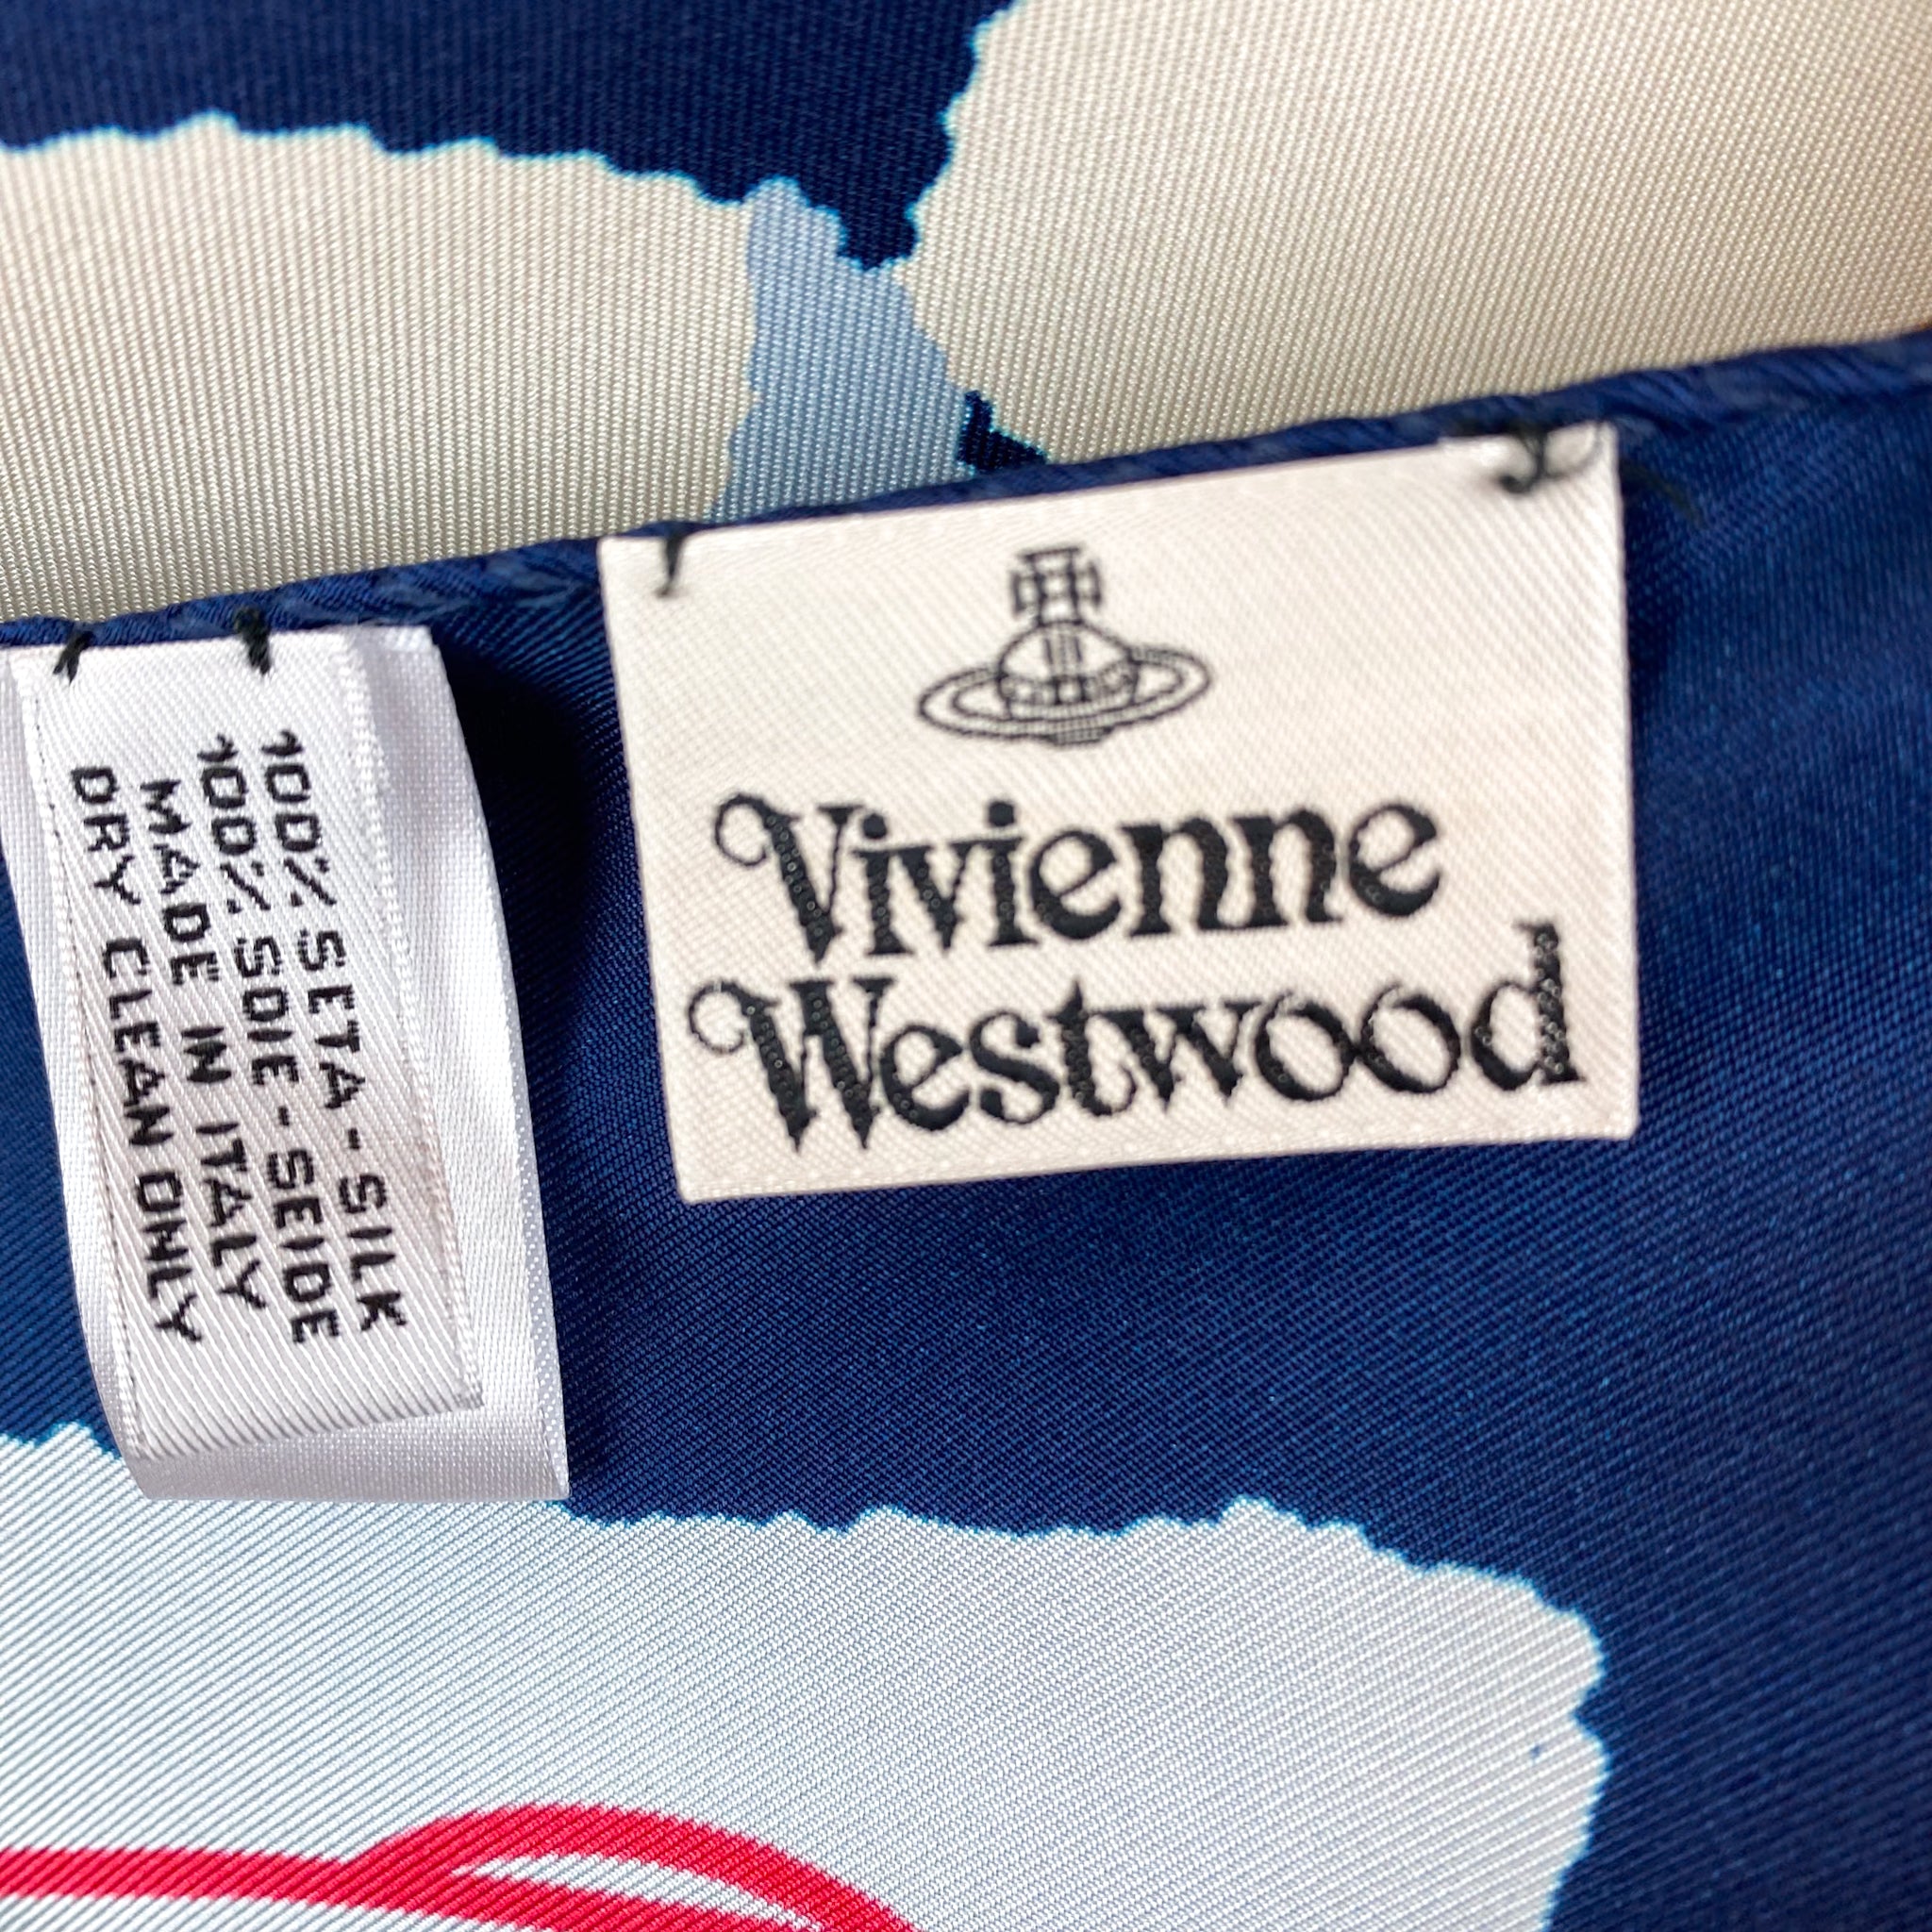 Vivienne
Westwood
100% SETA - SILK
100% SOIE - SEIDE
MADE IN ITALY
DRY CLEAN ONLY